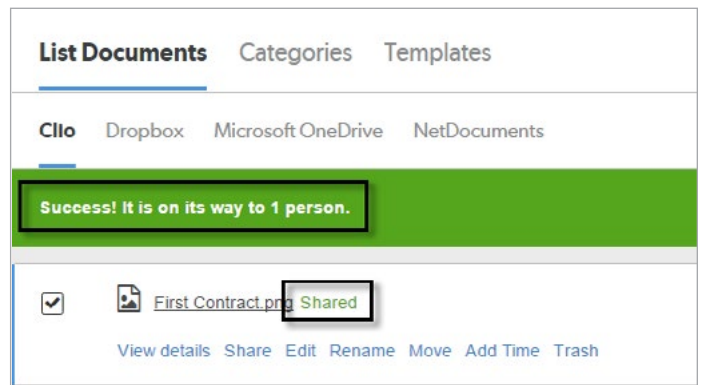 List Documents Categories Templates
Clio Dropbox Microsoft OneDrive NetDocuments
Success! It is on its way to 1 person.
First Contract.png Shared
View details Share Edit Rename Move Add Time Trash